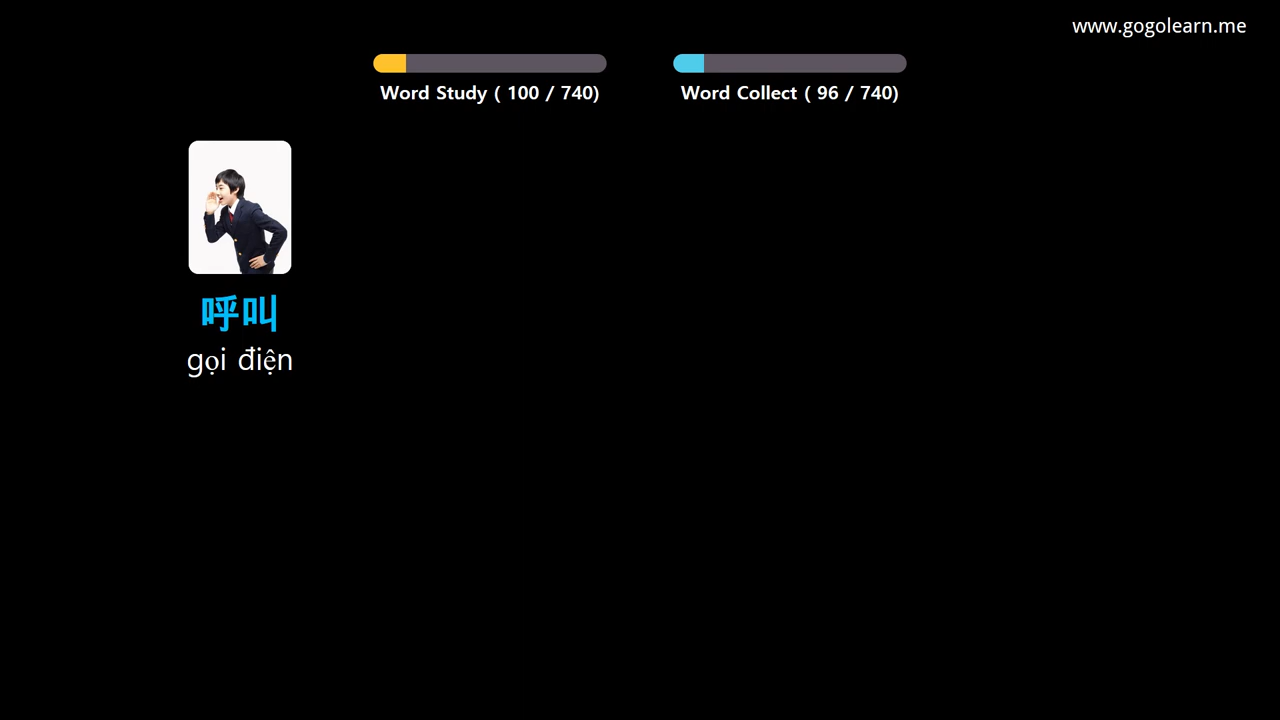 www.gogolearn.me
Word Study ( 100 / 740)
Word Collect ( 96 / 740)
呼叫
gọi điện